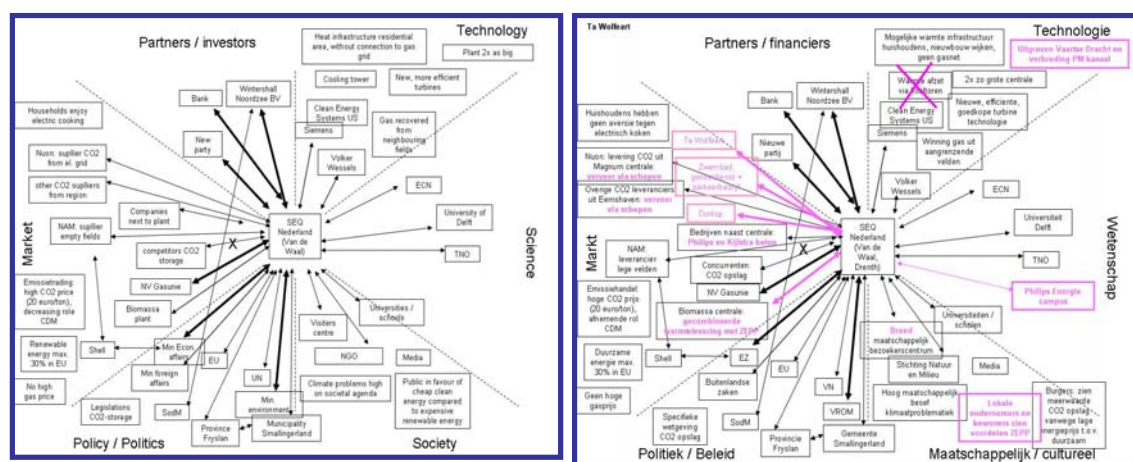 Partners / investors
Technology
Heat infrastructure residential
area, without connection to gas
grid
Plant 2x as big
Cooling tower
New, more efficient
turbines
Bank
Wintershall
Noordzee BV
Clean Energy
Systems US
Siemens
Gas recovered
from
neighbouring
fields
Households enjoy
electric cooking
New
party
Volker
Wessels
Nuon: supllier CO2
from el. grid
other CO2 supliers
from region
ECN
Companies
next to plant
SEQ
Nederland
(Van de
Waal)
University of
Delft
NAM: suplier
empty fields
competitors CO2
storage
X
TNO
Market
Science
NV Gasunie
Emissietrading:
high CO2 price
(20 euro/ton),
decreasing role
CDM
Biomassa
plant
Universities /
schools
Visiters
centre
Renewable
energy max.
30% in EU
Shell
Min Econ.
affairs
EU
NGO
Media
Min foreign
affairs
UN
No high
gas price
Climate problems high
on societal agenda
Public in favour of
cheap clean
energy compared
to expensive
renewable energy
Legislations
CO2-storage
SodM
Min.
environment
Provincie
Fryslan
Municipality
Smallingerland
Policy / Politics
Society
Ta Wolfeart
Partners / financiers
Technologie
Mogelijke warmte infrastructuur
huishoudens, nieuwbouw wijken,
geen gasnet
Uitgreven Vaartse Dracht en
verbreding PM kanaal
Warmte afzet
via
2x zo grote centrale
Bank
Wintershall
Noordzee BV
Clean Energy
Systems US
Nieuwe, efficiente,
goedkope turbine
technologie
Siemens
Huishoudens hebben
geen aversie tegen
electrisch koken
Ta Wolfeart
Nieuwe
partij
Winning gas uit
aangrenzende
velden
Nuon: levering CO2 uit
Magnum centrale:
vervoer via schepen
Zwembad,
Volker
Wessels
Overige CO2 leveranciers
uit Eemshaven: vervoer
via schepen
Dunlop
ECN
Bedrijven naast centrale:
Philips en Kijlstra beton
SEQ
Nederland
(Van de
Waal,
Drenth)
Universiteit
Delft
NAM:
leverancier
lege velden
Concurrenten
CO2 opslag
X
TNO
Markt
Wetenschap
NV Gasunie
Emissiehandel:
hoge CO2 prijs
(20 euro/ton),
afnemende rol
CDM
Biomassa centrale:
gecombineerde
warmtelevering met ZEPP
Philips Energie
campus
Universiteiten /
scholen
Breed
maatschappelijk
bezoekerscentrum
Duurzame
energie max.
30% in EU
Shell
EZ
EU
Stichting Natuur
en Milieu
Media
Buitenlandse
zaken
VN
Geen hoge
gasprijs
Hoog maatschappelijk
besef
klimaatproblematiek
Lokale
ondernemers en
bewoners zien
voordelen ZEPP
Burgers: zien
meerwaarde
CO2 opslag
vanwege lage
energieprijs t.o.v.
duurzaam
Specifieke
wetgeving
CO2 opslag
SodM
VROM
Provincie
Fryslan
Gemeente
Smallingerland
Politiek / Beleid
Maatschappelijk / cultureel